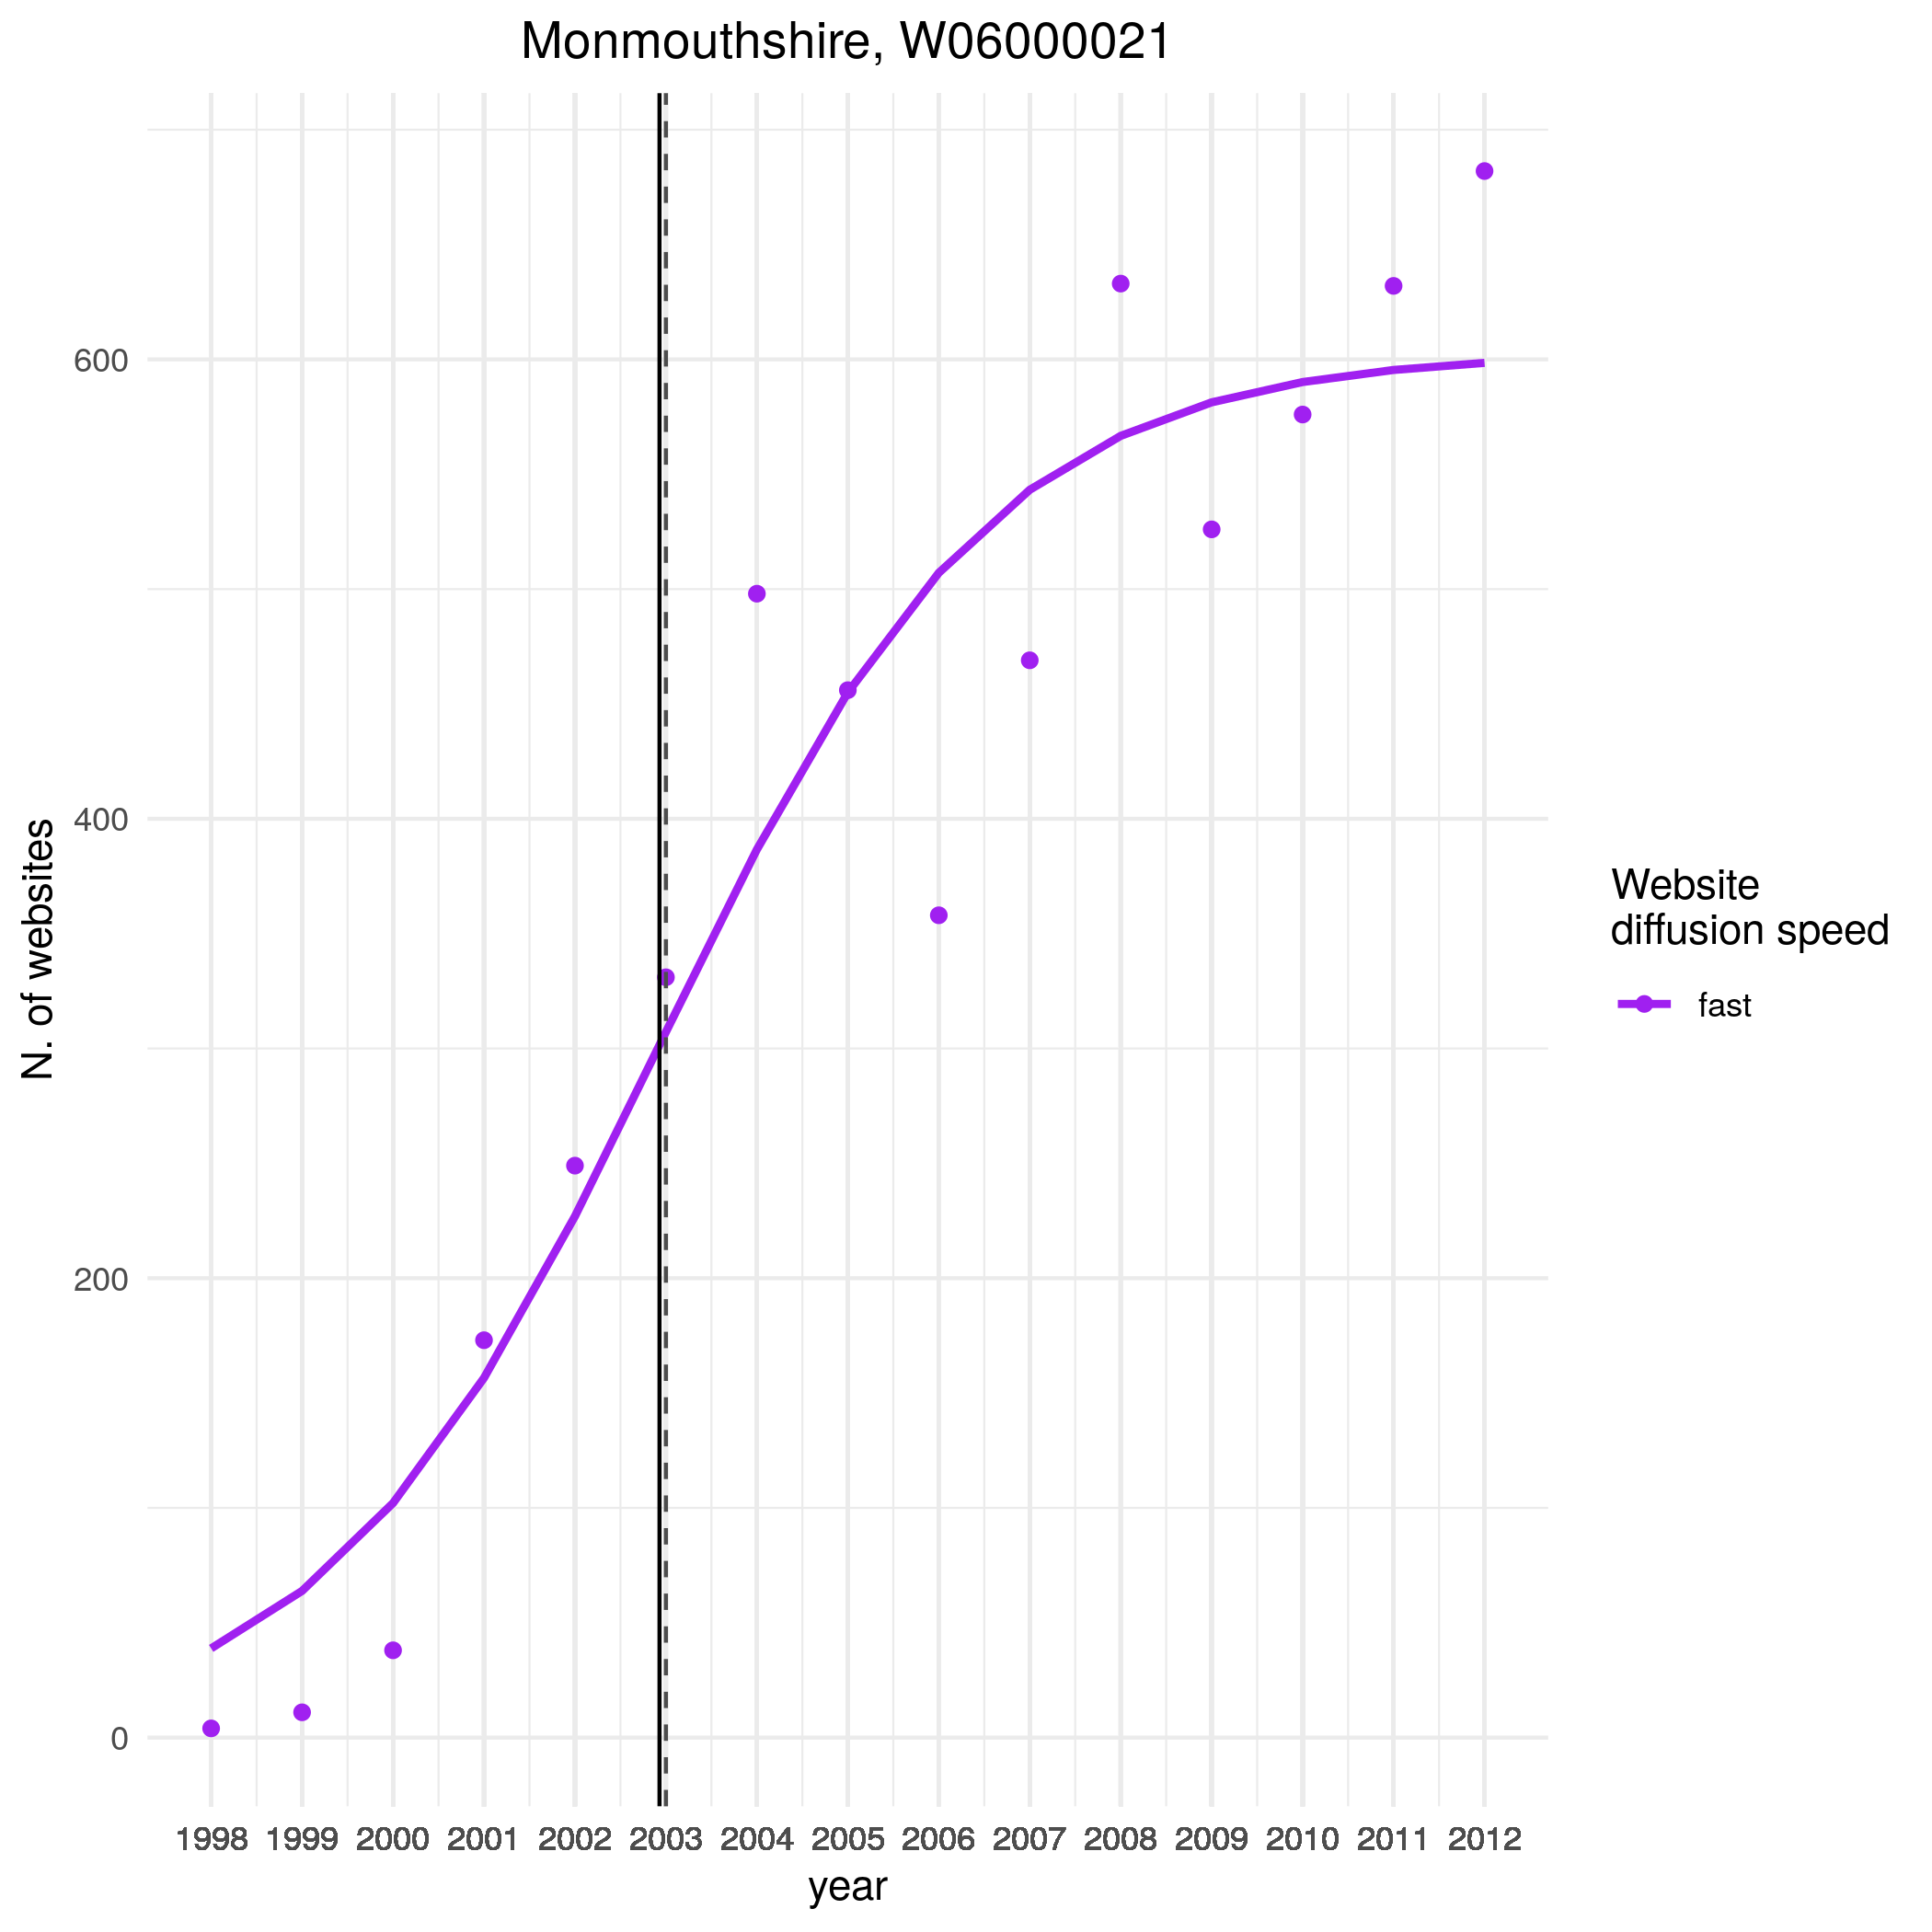 Monmouthshire, W06000021
N. of websites
600
400
200
0
1998 1999 2000 2001 2002 2003 2004 2005 2006 2007 2008 2009 2010 2011 2012
year
Website
diffusion speed
fast